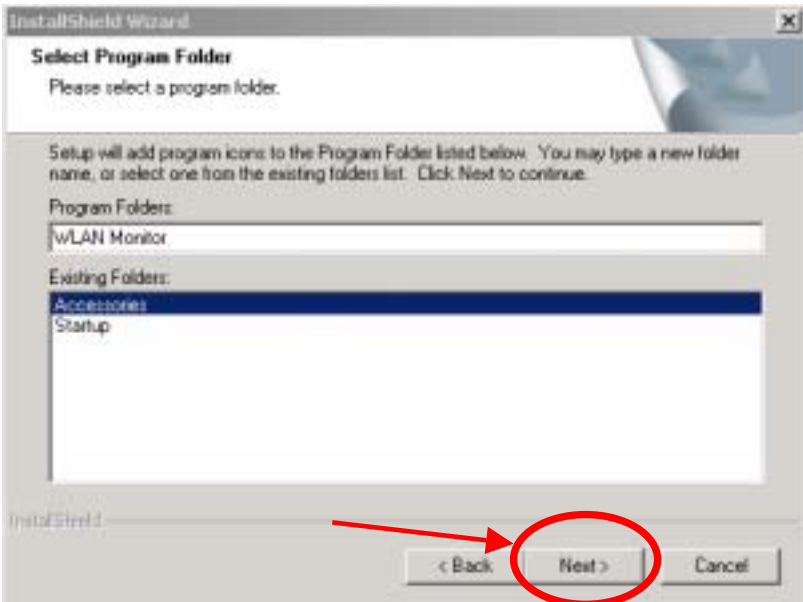 InstallShield Wizard
Select Program Folder
Please select a program folder.
Setup will add program icons to the Program Folder listed below. You may type a new folder
name, or select one from the existing folders list. Click Next to continue.
Program Folders:
WLAN Monitor
Existing Folders:
Accessories
Startup
InstallShield
< Back
Next >
Cancel